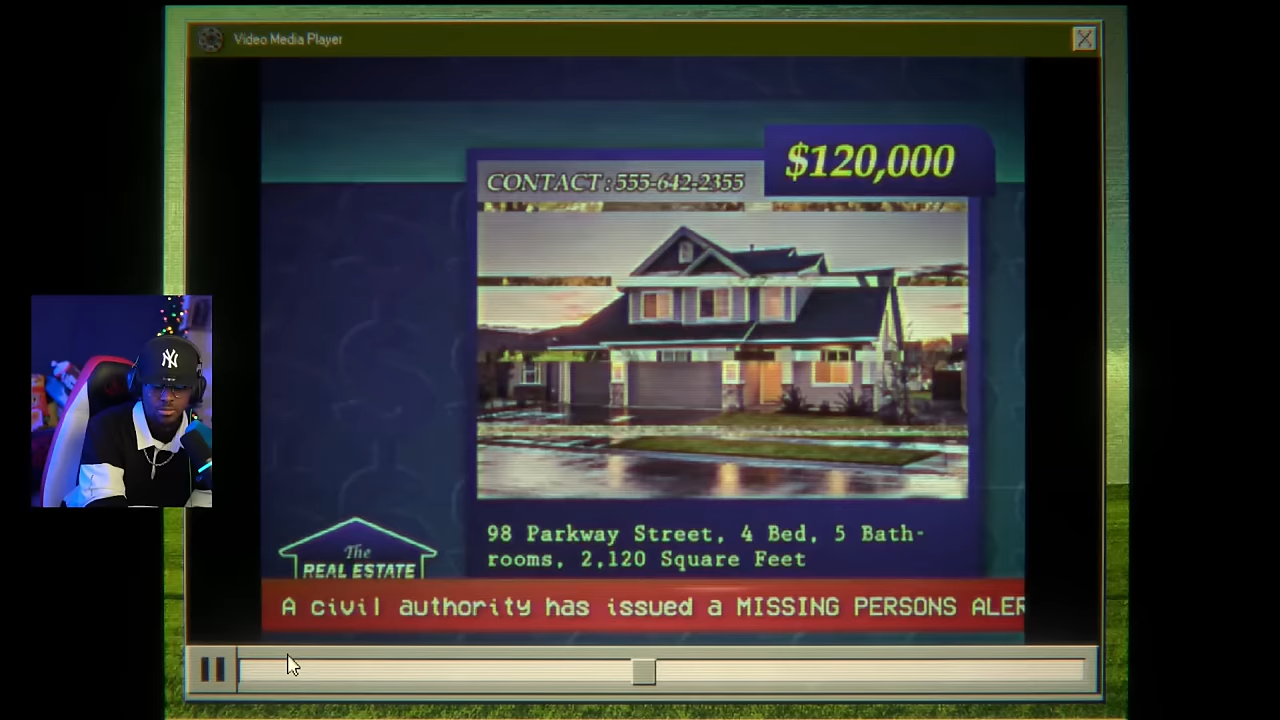 Video Media Player
$120,000
CONTACT : 555-642-2355
98 Parkway Street, 4 Bed, 5 Bath-
rooms, 2,120 Square Feet
The
REAL ESTATE
A civil authority has issued a MISSING PERSONS ALER